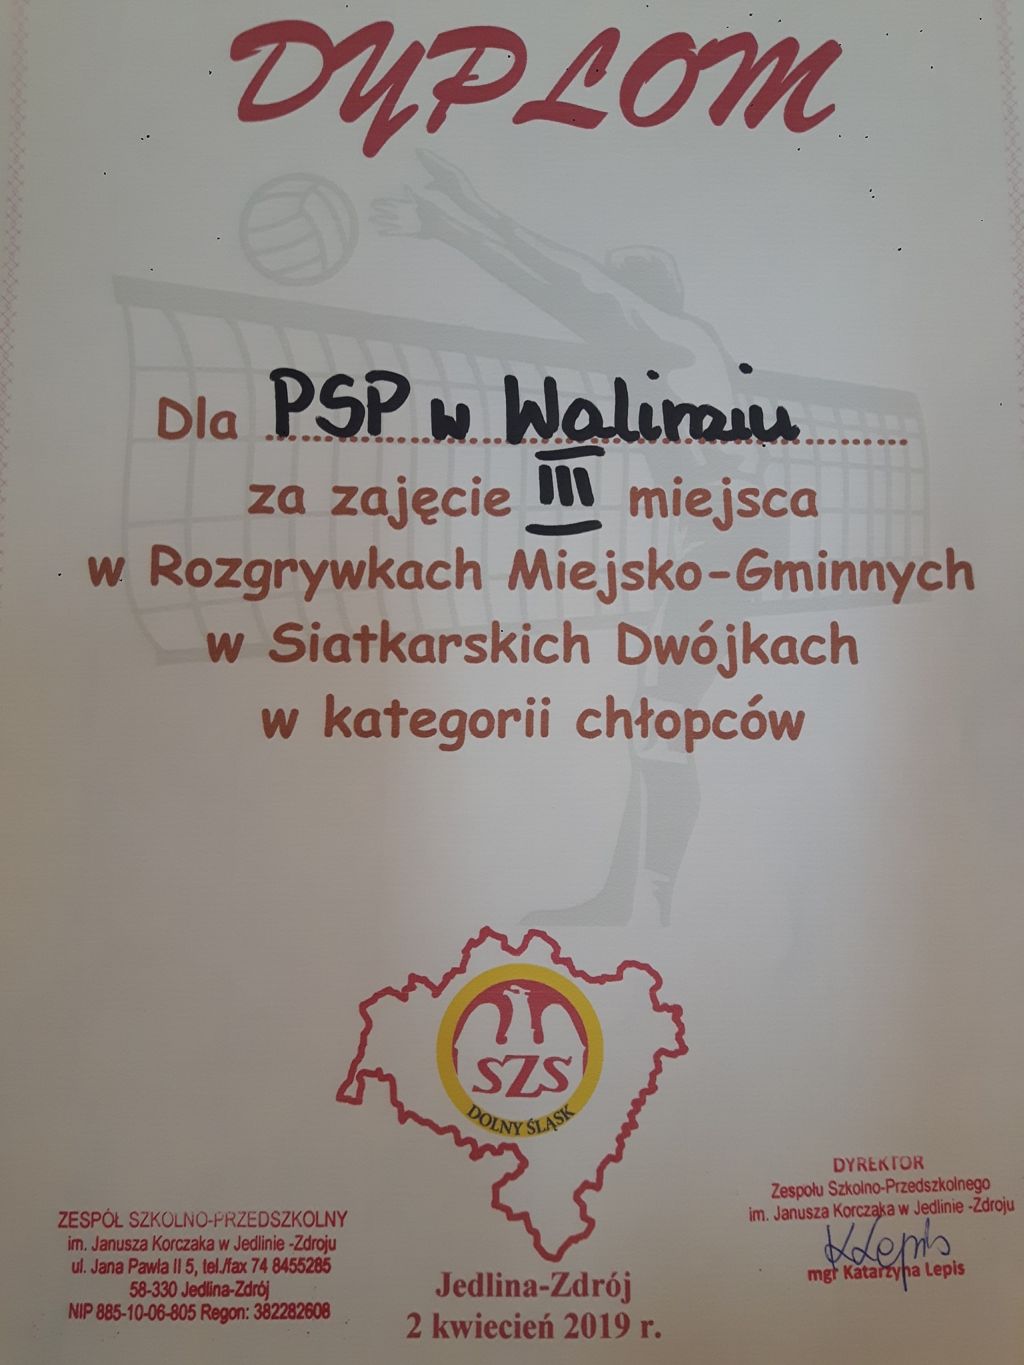 DYPLOM
Dla PSP w Walimiu
za zajęcie III miejsca
w Rozgrywkach Miejsko-Gminnych
w Siatkarskich Dwójkach
w kategorii chłopców
SZS
DOLNY ŚLĄSK
ZESPÓŁ SZKOLNO-PRZEDSZKOLNY
im. Janusza Korczaka w Jedlinie -Zdroju
ul. Jana Pawła II 5, tel./fax 74 8455285
58-330 Jedlina-Zdrój
NIP 885-10-06-805 Regon: 382282608
Jedlina-Zdrój
2 kwiecień 2019 r.
DYREKTOR
Zespołu Szkolno-Przedszkolnego
im. Janusza Korczaka w Jedlinie -Zdroju
KLepis
mgr Katarzyna Lepis